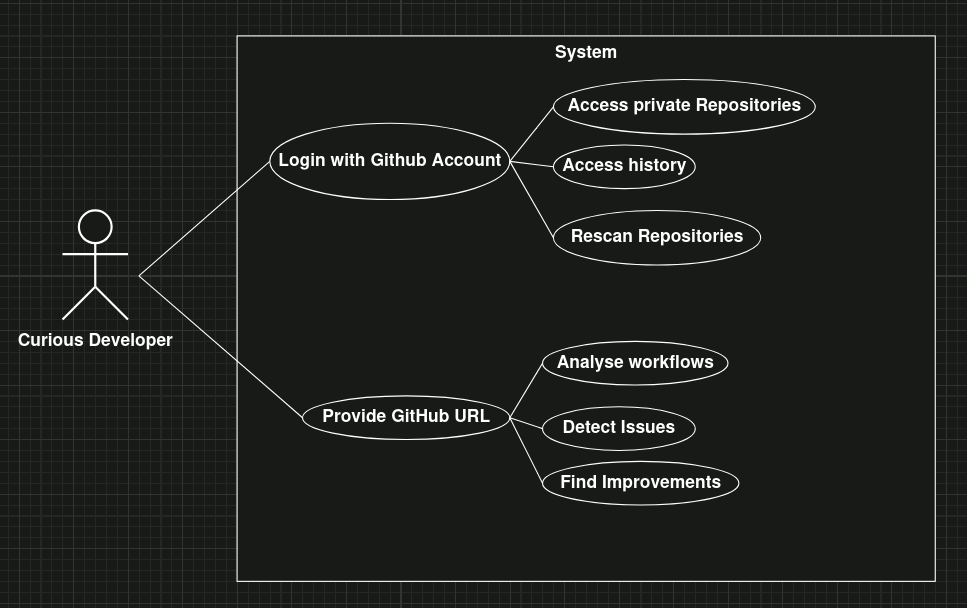 System
Access private Repositories
Login with Github Account
Access history
Rescan Repositories
Curious Developer
Analyse workflows
Provide GitHub URL
Detect Issues
Find Improvements